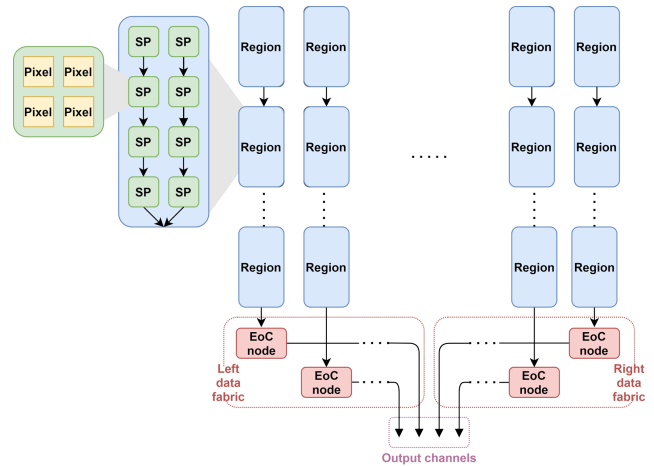 SP SP
Region Region Region Region
Pixel Pixel
SP SP
Pixel Pixel
SP SP
Region Region Region Region
SP SP
Region Region Region Region
EoC
node
EoC
node
Left
data
fabric
EoC
node
EoC
node
Right
data
fabric
Output channels